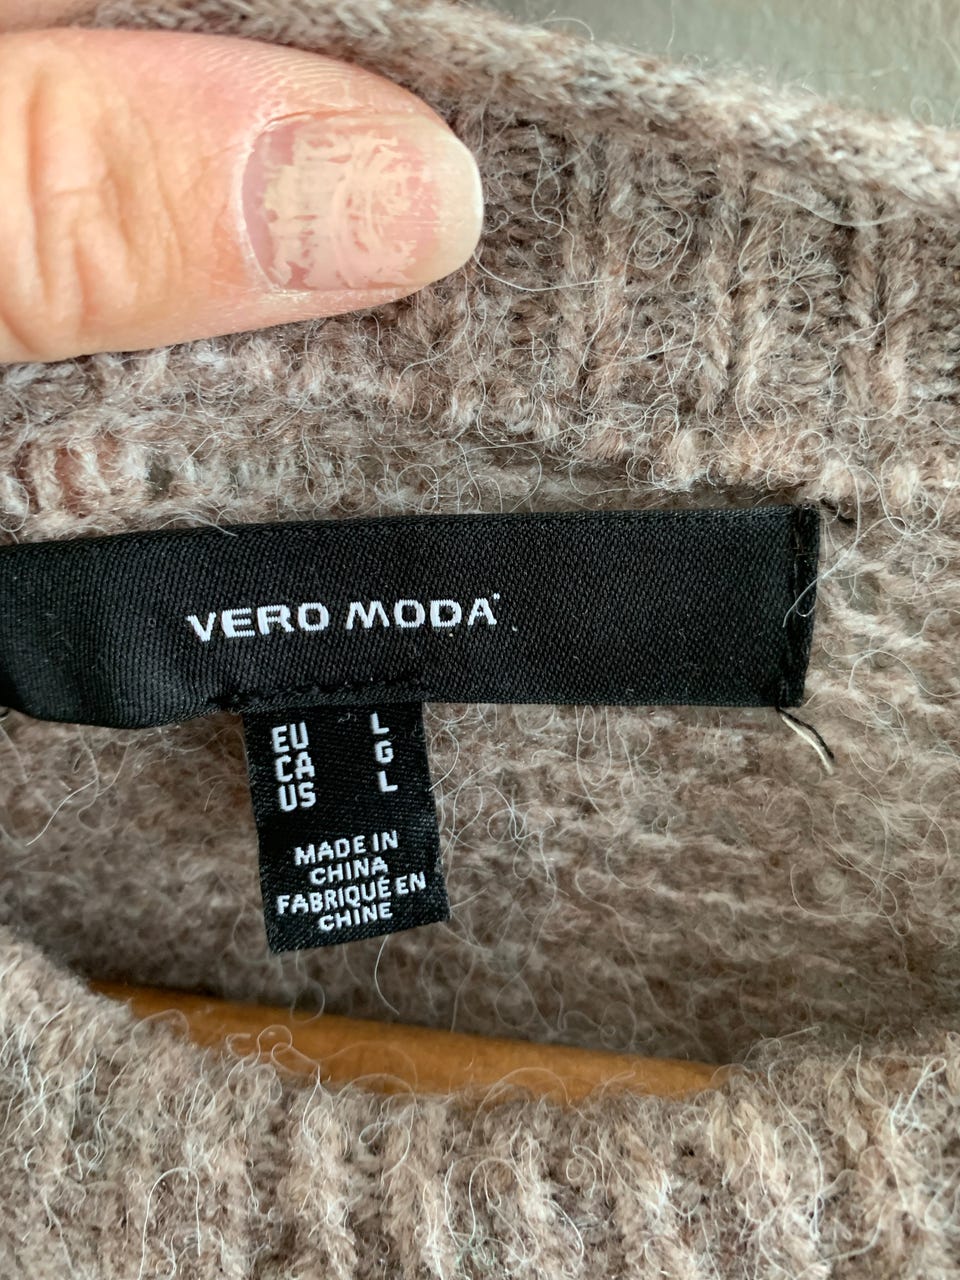 VERO MODA
EU L
CA G
US L
MADE IN
CHINA
FABRIQUÉ EN
CHINE